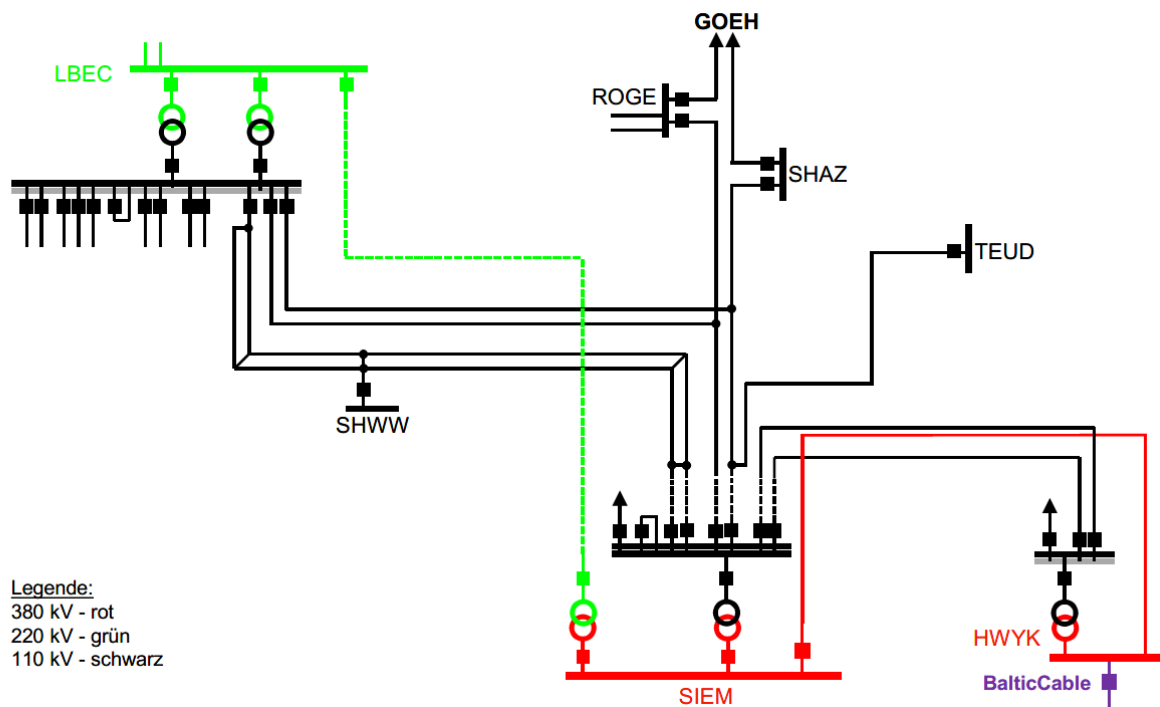 GOEH
LBEC
ROGE
SHAZ
TEUD
SHWW
Legende:
380 kV - rot
220 kV - grün
110 kV - schwarz
HWYK
BalticCable
SIEM